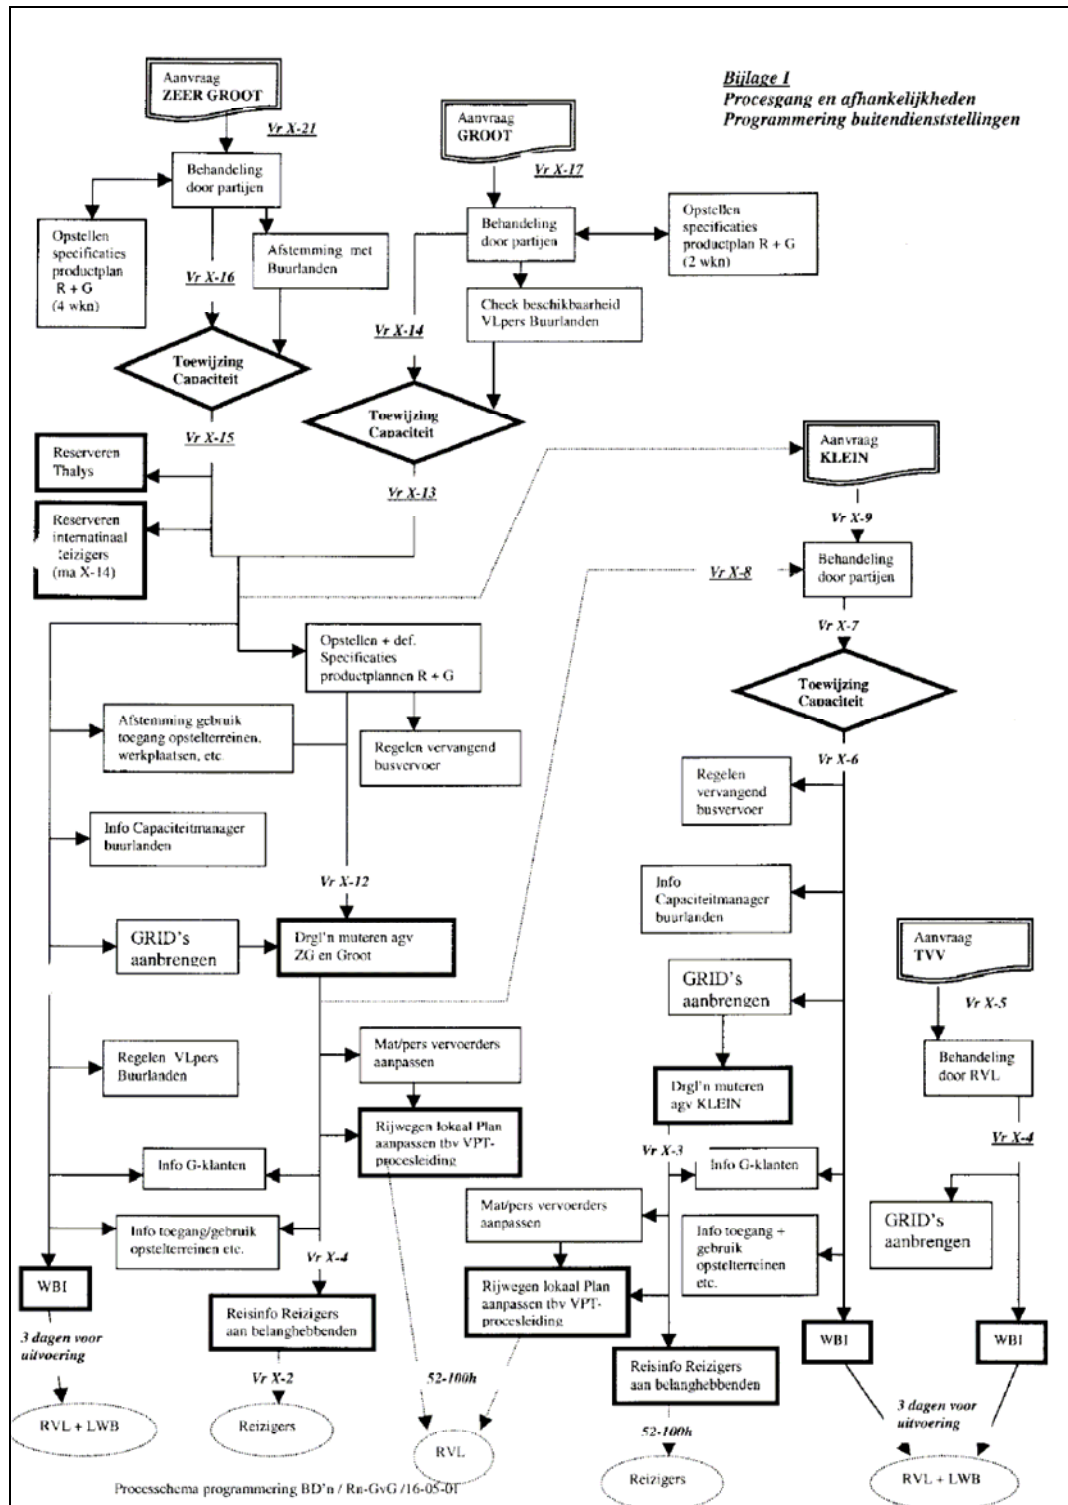 Bijlage I
Procesgang en afhankelijkheden
Programmering buitendienststellingen
Aanvraag
ZEER GROOT
Vr X-21
Behandeling
door partijen
Opstellen
specificaties
productplan
R + G
(4 wkn)
Vr X-16
Afstemming met
Buurlanden
Toewijzing
Capaciteit
Vr X-15
Aanvraag
GROOT
Vr X-17
Behandeling
door partijen
Opstellen
specificaties
productplan R + G
(2 wkn)
Check beschikbaarheid
VLpers Buurlanden
Vr X-14
Toewijzing
Capaciteit
Vr X-13
Reserveren
Thalys
Reserveren
internatinaal
reizigers
(ma X-14)
Opstellen + def.
Specificaties
productplannen R + G
Afstemming gebruik
toegang opstelterreinen,
werkplaatsen, etc.
Regelen vervangend
busvervoer
Info Capaciteitmanager
buurlanden
Vr X-12
GRID's
aanbrengen
Drgl'n muteren agv
ZG en Groot
Regelen VLpers
Buurlanden
Mat/pers vervoerders
aanpassen
Rijwegen lokaal Plan
aanpassen tbv VPT-
procesleiding
Info G-klanten
Info toegang/gebruik
opstelterreinen etc.
Vr X-4
WBI
Reisinfo Reizigers
aan belanghebbenden
3 dagen voor
uitvoering
Vr X-2
52-100h
RVL + LWB
Reizigers
RVL
Aanvraag
KLEIN
Vr X-9
Vr X-8
Behandeling
door partijen
Vr X-7
Toewijzing
Capaciteit
Vr X-6
Regelen
vervangend
busvervoer
Info
Capaciteitmanager
buurlanden
GRID's
aanbrengen
Drgl'n muteren
agv KLEIN
Vr X-3
Info G-klanten
Mat/pers vervoerders
aanpassen
Info toegang +
gebruik
opstelterreinen
etc.
Rijwegen lokaal Plan
aanpassen tbv VPT-
procesleiding
WBI
Reisinfo Reizigers
aan belanghebbenden
52-100h
Reizigers
Aanvraag
TVV
Vr X-5
Behandeling
door RVL
Vr X-4
GRID's
aanbrengen
WBI
3 dagen voor
uitvoering
RVL + LWB
Processchema programmering BD'n / Rn-GvG /16-05-01